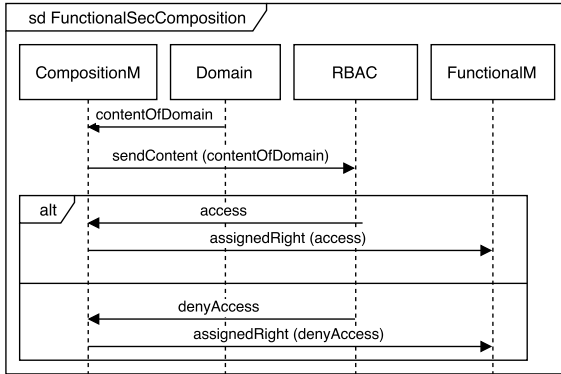 sd FunctionalSecComposition
CompositionM Domain RBAC FunctionalM
contentOfDomain
sendContent (contentOfDomain)
alt
access
assignedRight (access)
denyAccess
assignedRight (denyAccess)